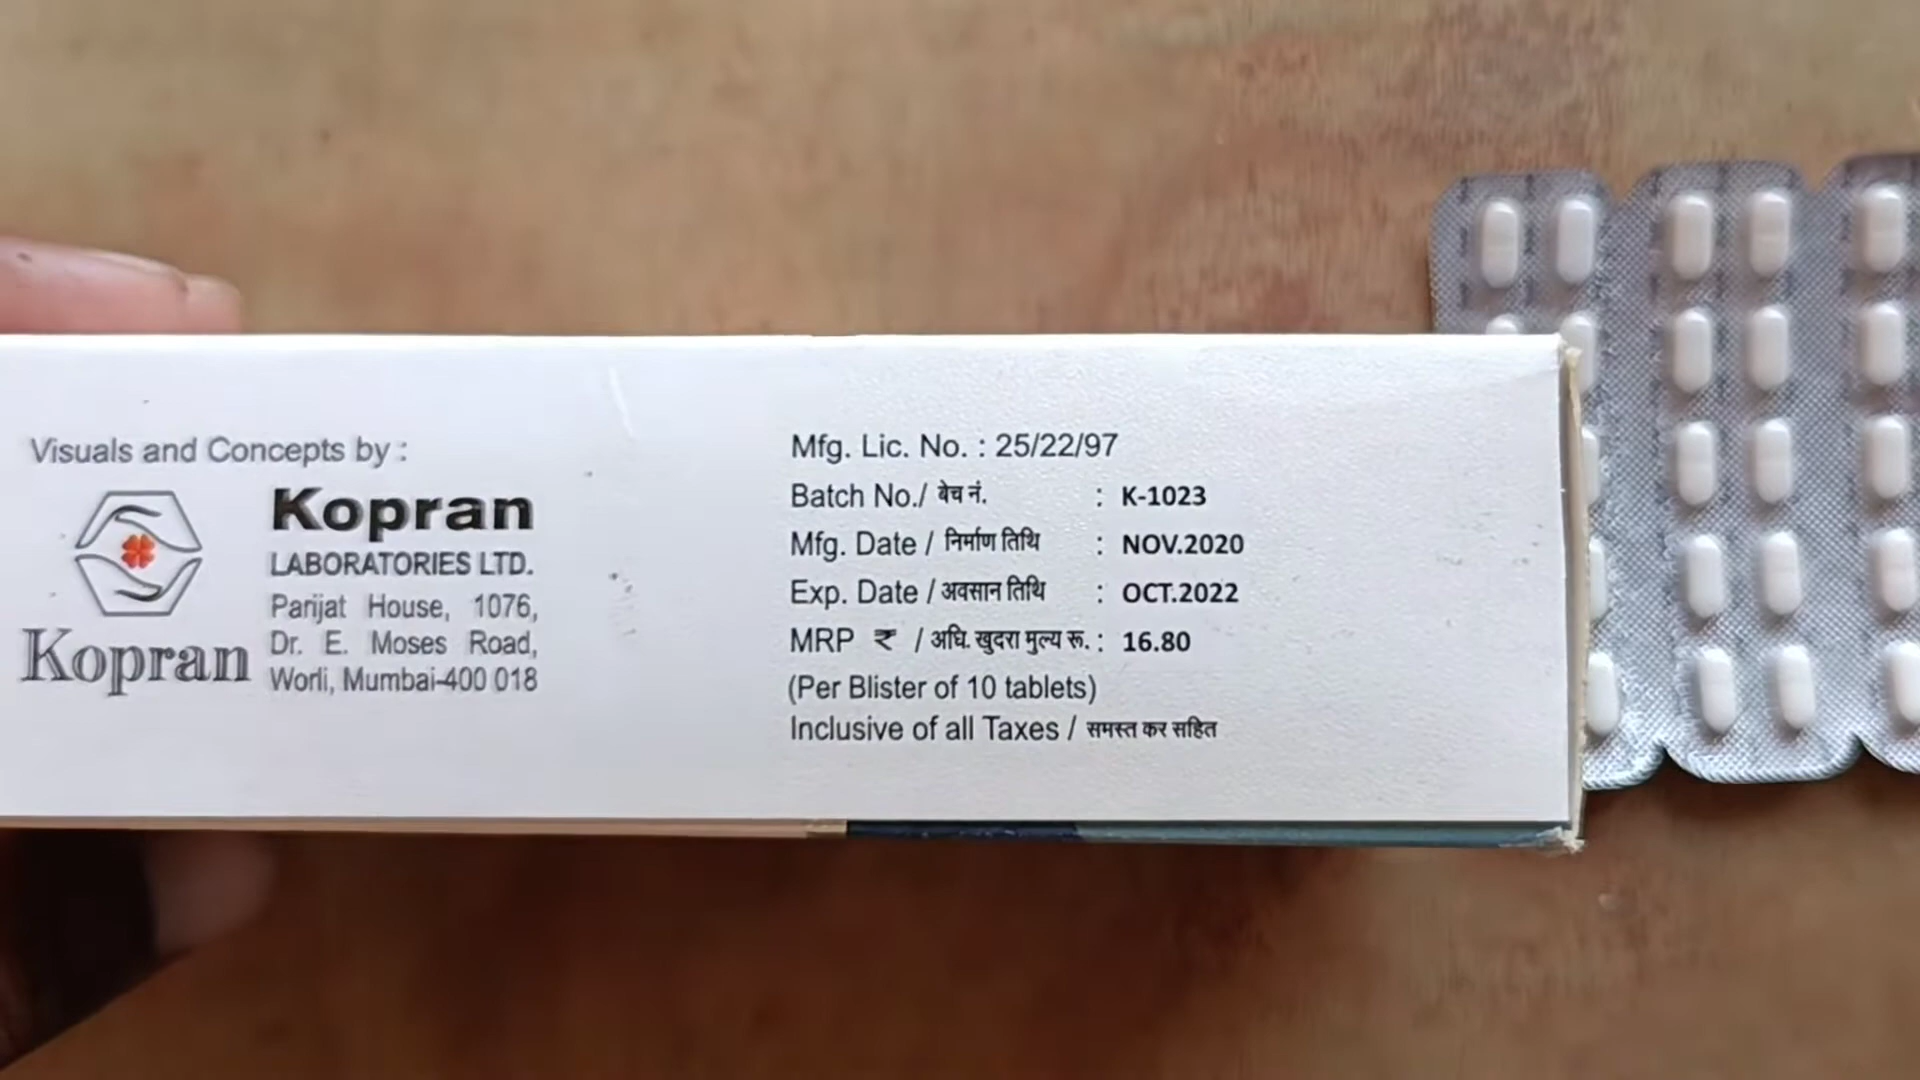 Visuals and Concepts by :
Kopran
Kopran
LABORATORIES LTD.
Parijat House, 1076,
Dr. E. Moses Road,
Worli, Mumbai-400 018
Mfg. Lic. No. : 25/22/97
Batch No./ बेच नं. : K-1023
Mfg. Date / निर्माण तिथि : NOV.2020
Exp. Date / अवसान तिथि : OCT.2022
MRP ₹ / अधि. खुदरा मुल्य रू. : 16.80
(Per Blister of 10 tablets)
Inclusive of all Taxes / समस्त कर सहित